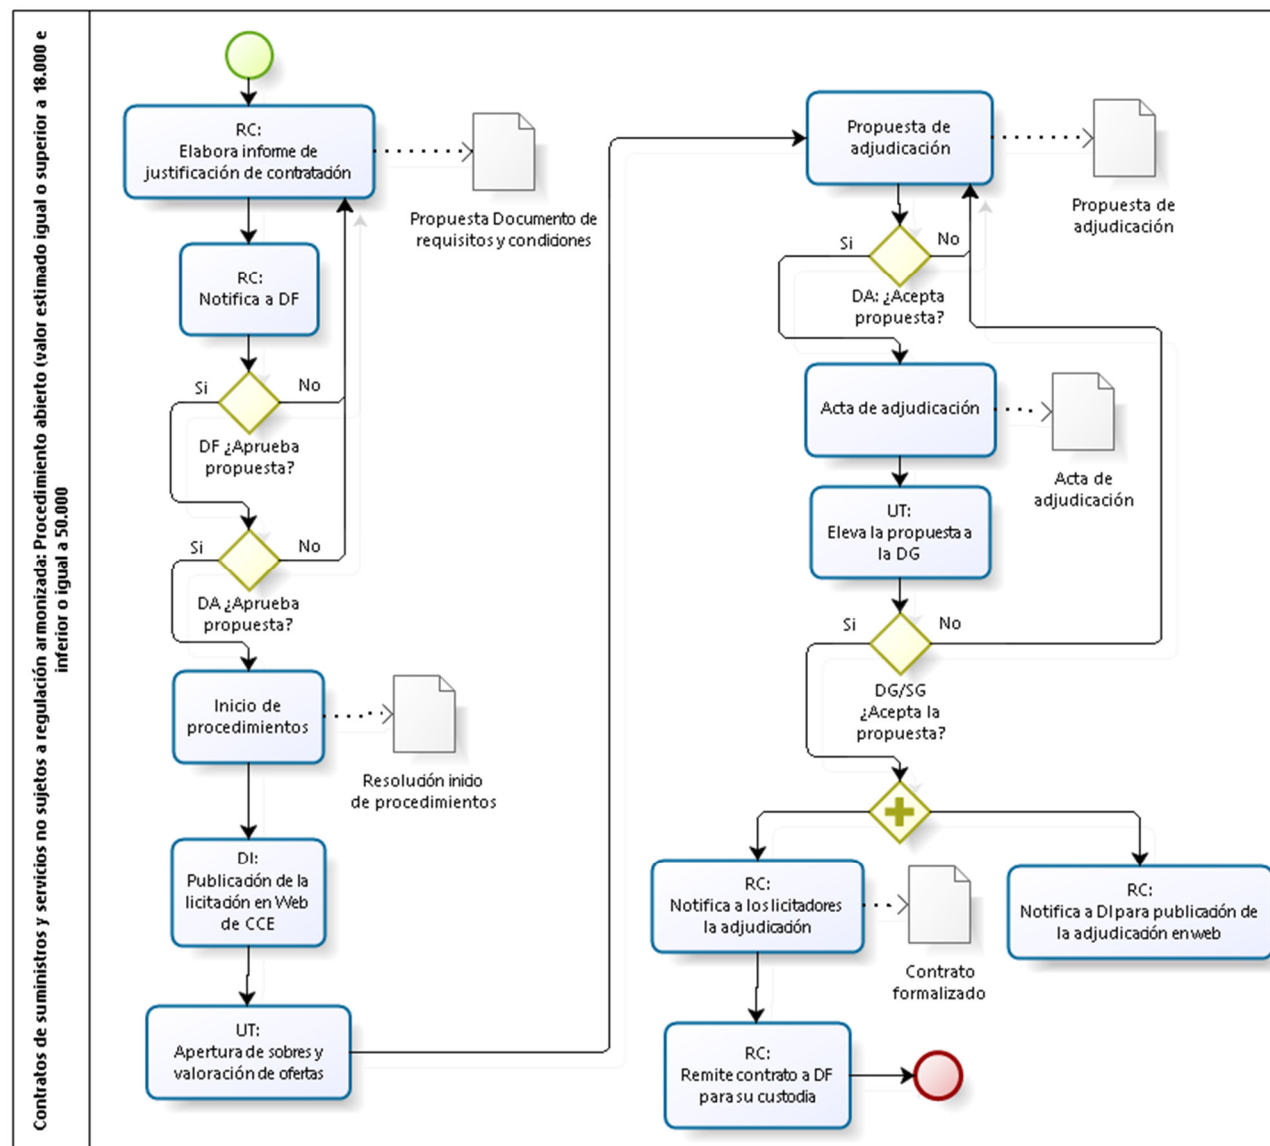 Contratos de suministros y servicios no sujetos a regulación armonizada: Procedimiento abierto (valor estimado igual o superior a 18.000 e
inferior o igual a 50.000
RC:
Elabora informe de
justificación de contratación
Propuesta Documento de
requisitos y condiciones
RC:
Notifica a DF
Si
No
DF ¿Aprueba
propuesta?
Si
No
DA ¿Aprueba
propuesta?
Inicio de
procedimientos
Resolución inicio
de procedimientos
DI:
Publicación de la
licitación en Web
de CCE
UT:
Apertura de sobres y
valoración de ofertas
Propuesta de
adjudicación
Propuesta de
adjudicación
Si
No
DA: ¿Acepta
propuesta?
Acta de adjudicación
Acta de
adjudicación
UT:
Eleva la propuesta a
la DG
Si
No
DG/SG
¿Acepta la
propuesta?
RC:
Notifica a los licitadores
la adjudicación
Contrato
formalizado
RC:
Notifica a DI para publicación de
la adjudicación en web
RC:
Remite contrato a DF
para su custodia